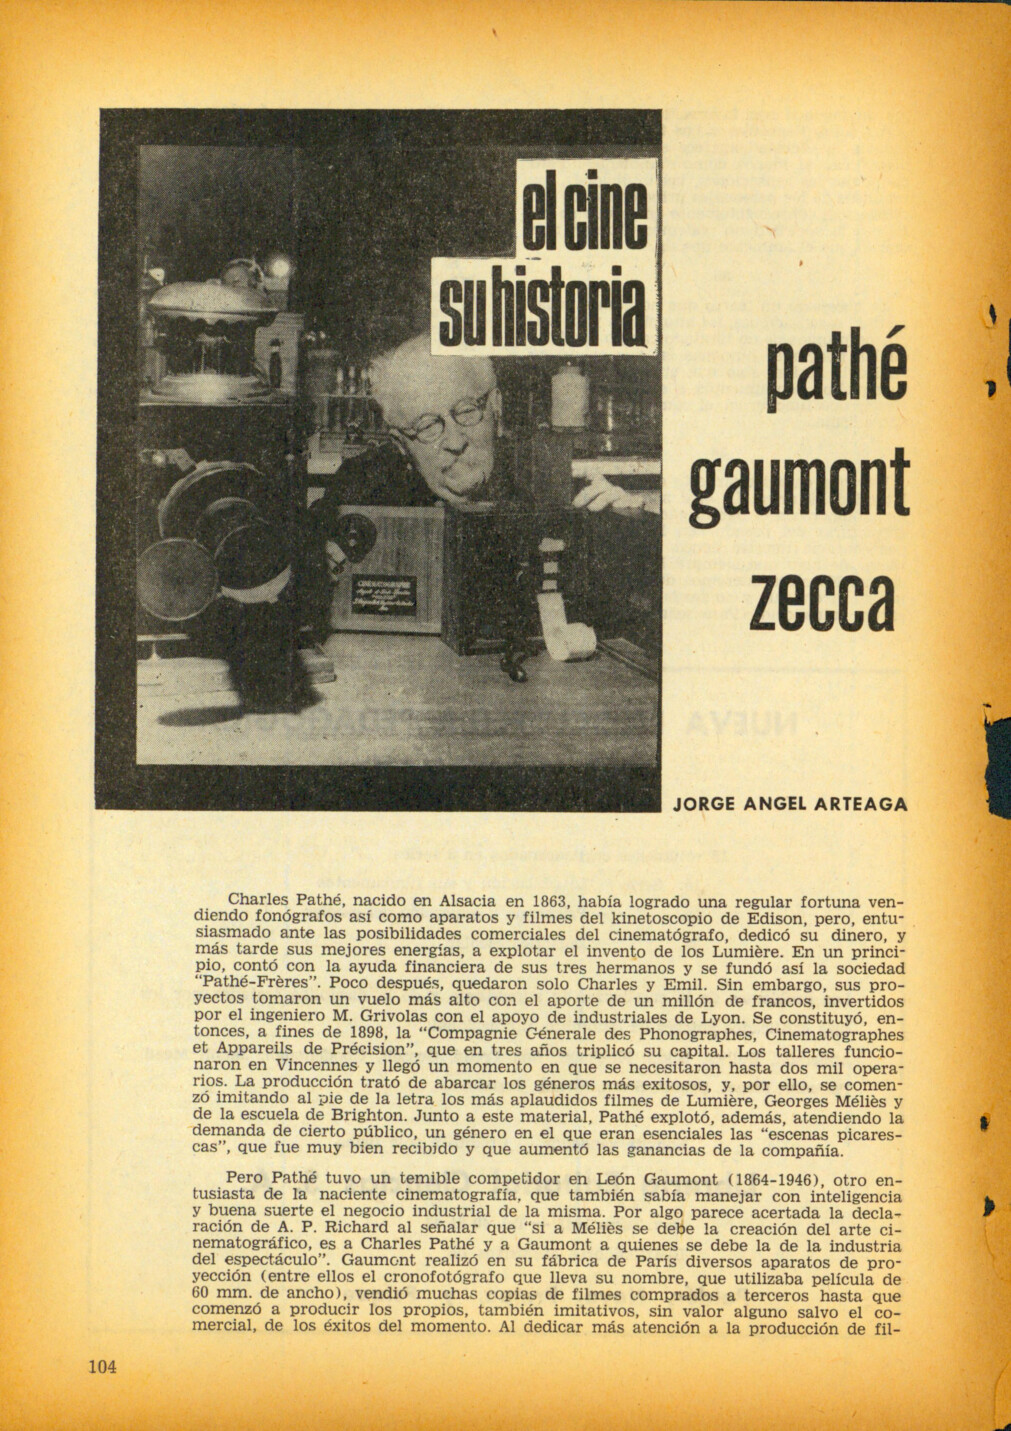 el cine
su historia
pathé
gaumont
zecca
JORGE ANGEL ARTEAGA
Charles Pathé, nacido en Alsacia en 1863, había logrado una regular fortuna ven-
diendo fonógrafos así como aparatos y filmes del kinetoscopio de Edison, pero, entu-
siasmado ante las posibilidades comerciales del cinematógrafo, dedicó su dinero, y
más tarde sus mejores energías, a explotar el invento de los Lumière. En un princi-
pio, contó con la ayuda financiera de sus tres hermanos y se fundó así la sociedad
"Pathé-Frères". Poco después, quedaron solo Charles y Emil. Sin embargo, sus pro-
yectos tomaron un vuelo más alto con el aporte de un millón de francos, invertidos
por el ingeniero M. Grivolas con el apoyo de industriales de Lyon. Se constituyó, en-
tonces, a fines de 1898, la "Compagnie Génerale des Phonographes, Cinematographes
et Appareils de Précision", que en tres años triplicó su capital. Los talleres funcio-
naron en Vincennes y llegó un momento en que se necesitaron hasta dos mil opera-
rios. La producción trató de abarcar los géneros más exitosos, y, por ello, se comen-
zó imitando al pie de la letra los más aplaudidos filmes de Lumière, Georges Méliès y
de la escuela de Brighton. Junto a este material, Pathé explotó, además, atendiendo la
demanda de cierto público, un género en el que eran esenciales las "escenas picares-
cas", que fue muy bien recibido y que aumentó las ganancias de la compañía.
Pero Pathé tuvo un temible competidor en León Gaumont (1864-1946), otro en-
tusiasta de la naciente cinematografía, que también sabía manejar con inteligencia
y buena suerte el negocio industrial de la misma. Por algo parece acertada la decla-
ración de A. P. Richard al señalar que "si a Méliès se debe la creación del arte ci-
nematográfico, es a Charles Pathé y a Gaumont a quienes se debe la de la industria
del espectáculo". Gaumont realizó en su fábrica de París diversos aparatos de pro-
yección (entre ellos el cronofotógrafo que lleva su nombre, que utilizaba película de
60 mm. de ancho), vendió muchas copias de filmes comprados a terceros hasta que
comenzó a producir los propios, también imitativos, sin valor alguno salvo el co-
mercial, de los éxitos del momento. Al dedicar más atención a la producción de fil-
104